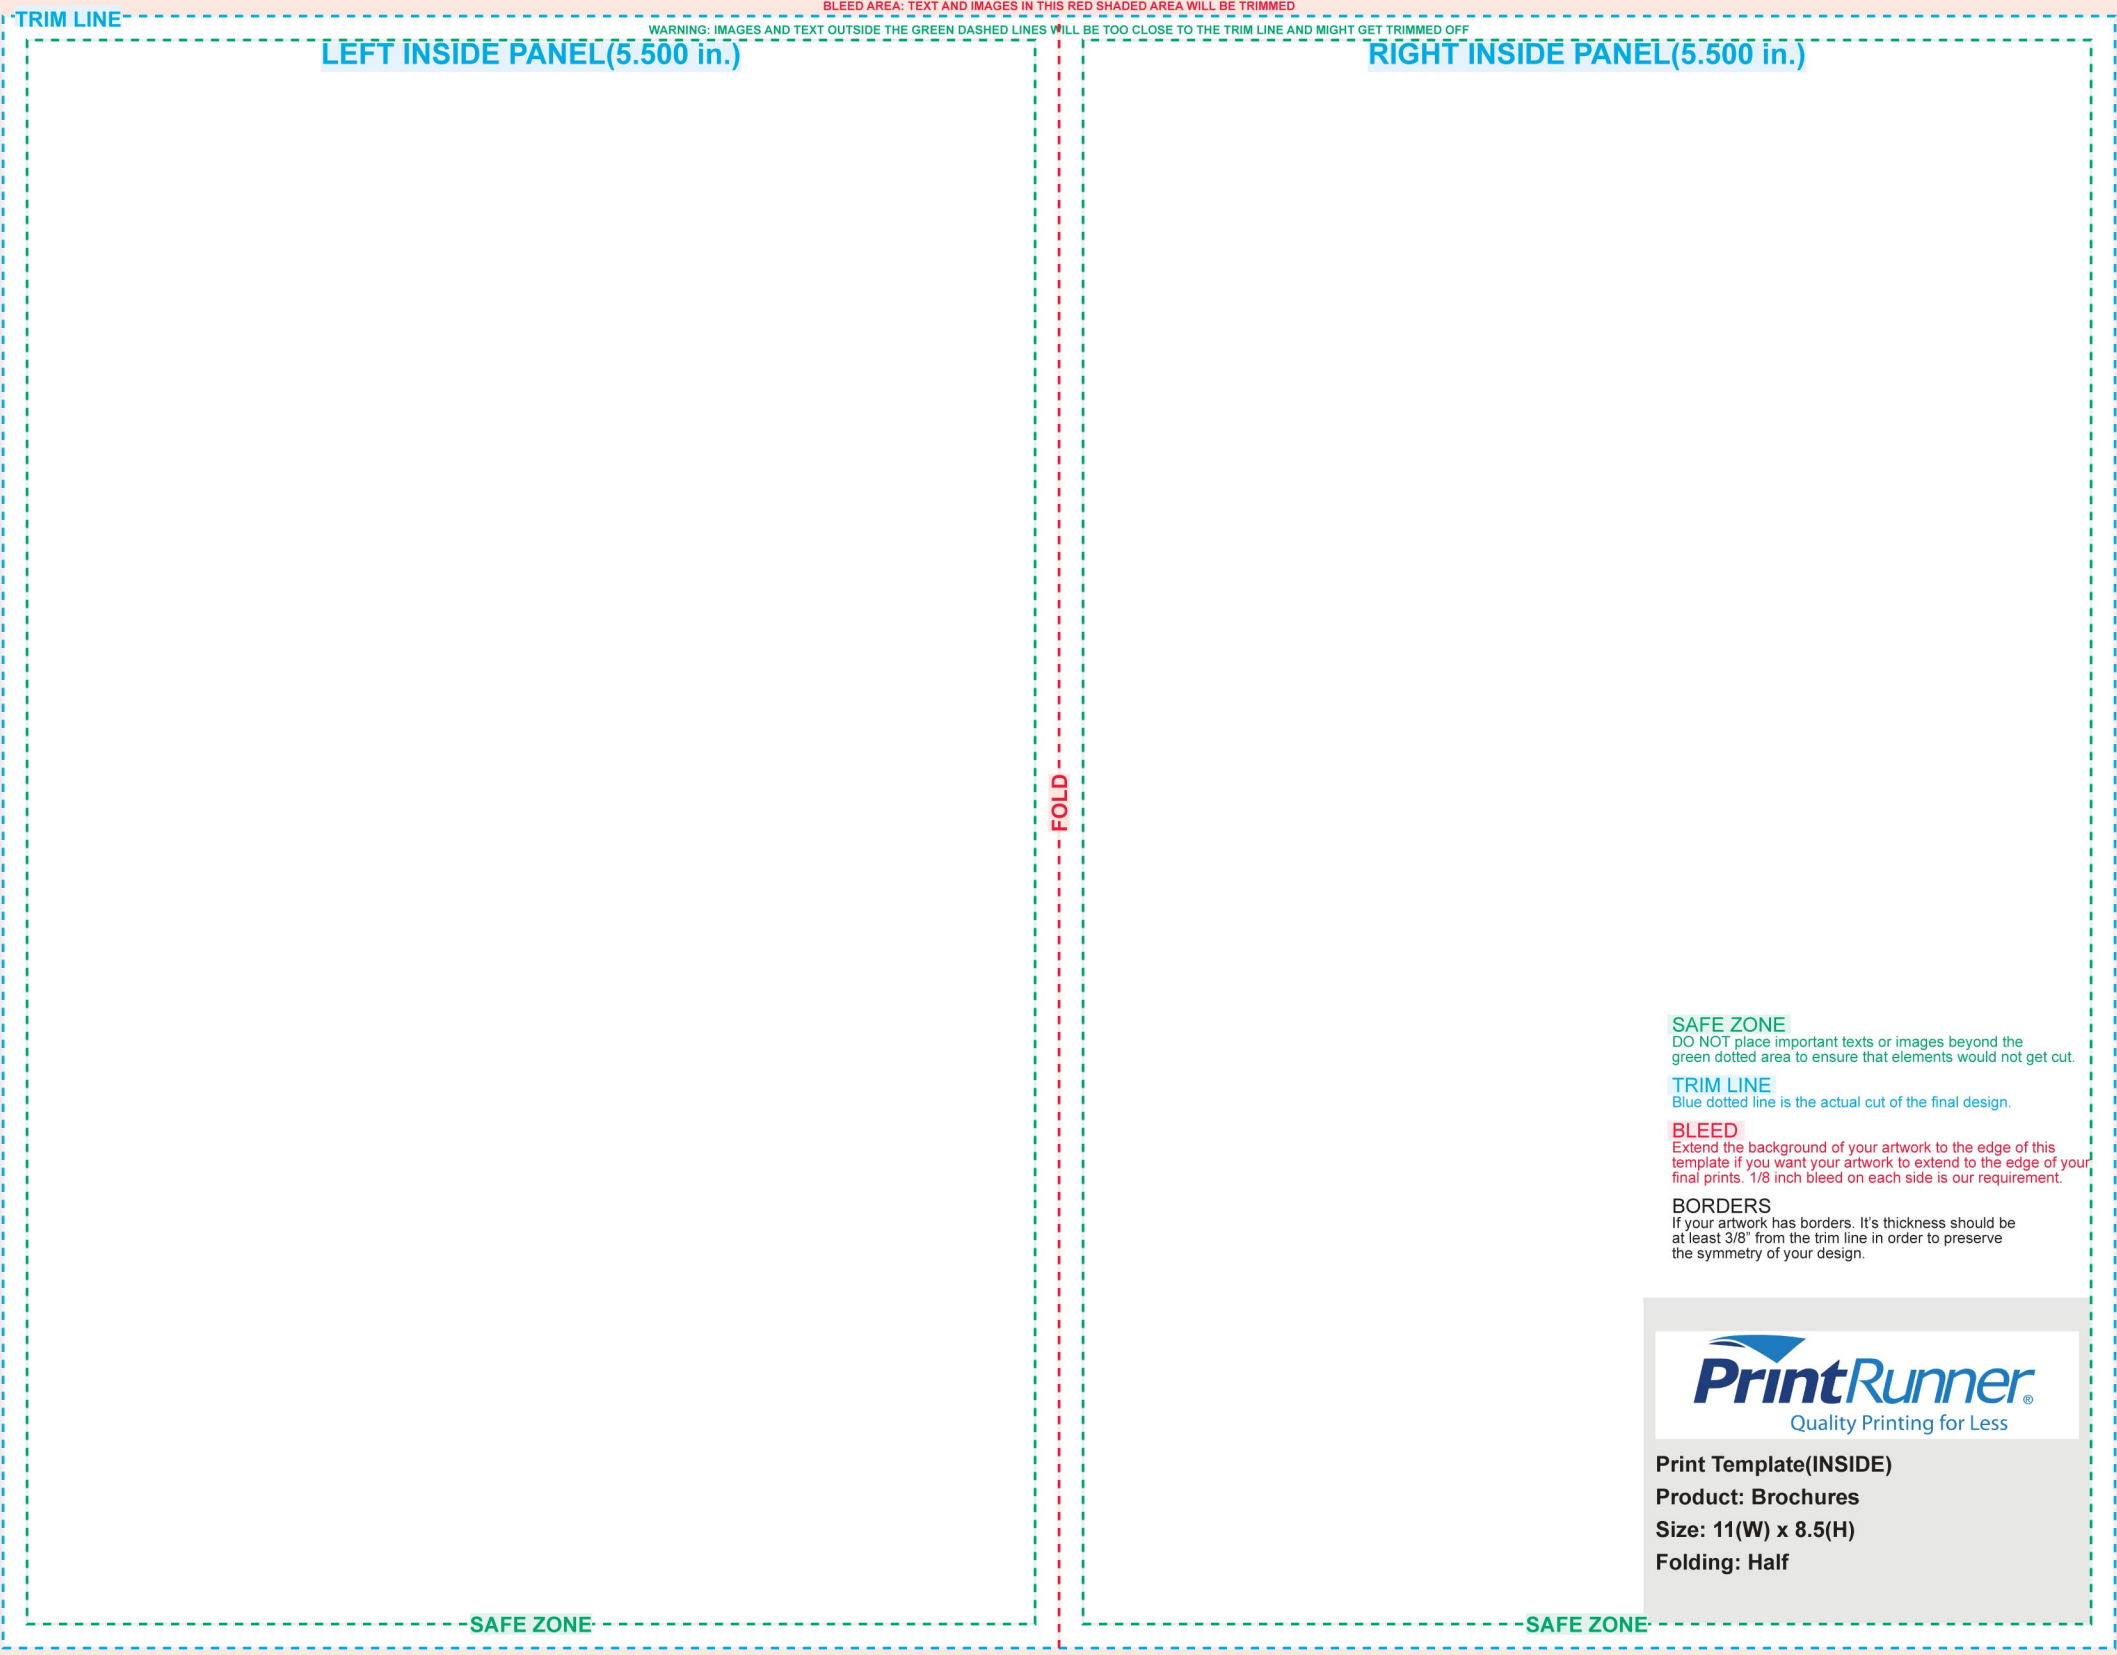 BLEED AREA: TEXT AND IMAGES IN THIS RED SHADED AREA WILL BE TRIMMED
TRIM LINE
WARNING: IMAGES AND TEXT OUTSIDE THE GREEN DASHED LINES WILL BE TOO CLOSE TO THE TRIM LINE AND MIGHT GET TRIMMED OFF
LEFT INSIDE PANEL(5.500 in.)
RIGHT INSIDE PANEL(5.500 in.)
FOLD
SAFE ZONE
DO NOT place important texts or images beyond the
green dotted area to ensure that elements would not get cut.
TRIM LINE
Blue dotted line is the actual cut of the final design.
BLEED
Extend the background of your artwork to the edge of this
template if you want your artwork to extend to the edge of your
final prints. 1/8 inch bleed on each side is our requirement.
BORDERS
If your artwork has borders. It’s thickness should be
at least 3/8” from the trim line in order to preserve
the symmetry of your design.
PrintRunner®
Quality Printing for Less
Print Template(INSIDE)
Product: Brochures
Size: 11(W) x 8.5(H)
Folding: Half
SAFE ZONE
SAFE ZONE